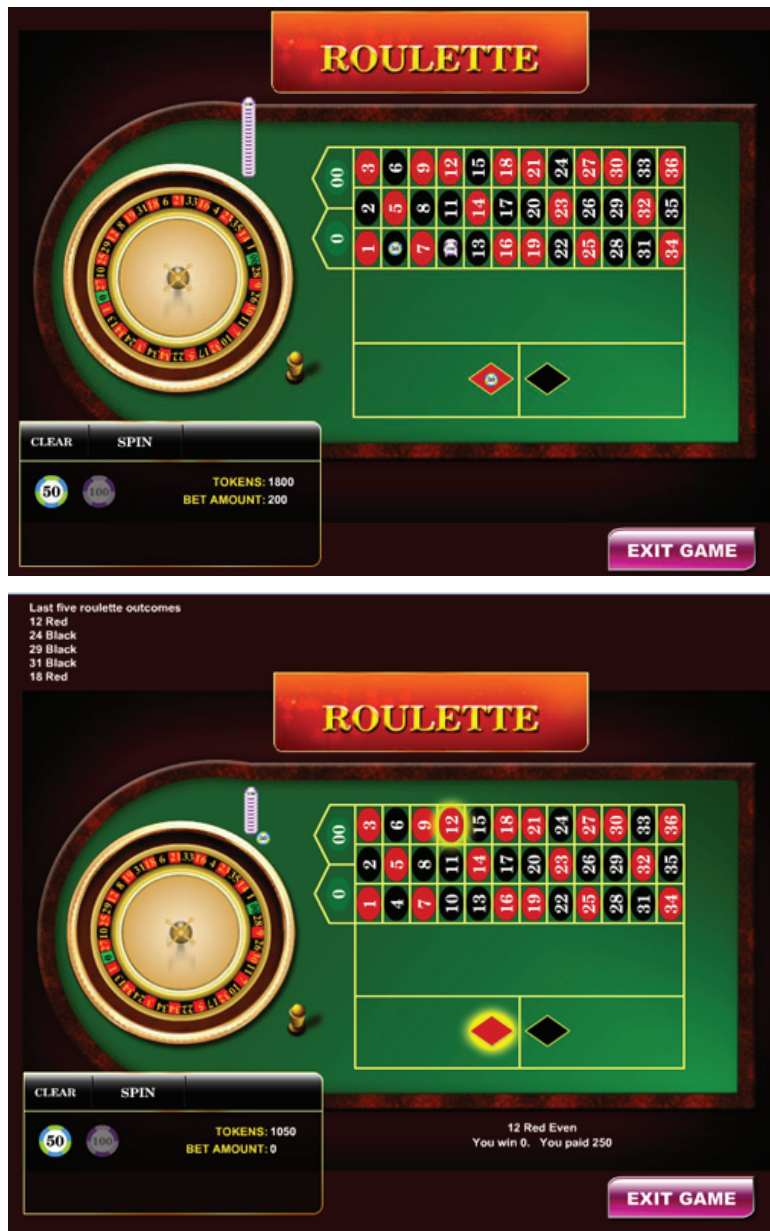 ROULETTE
00 3 6 9 12 15 18 21 24 27 30 33 36
2 5 8 11 14 17 20 23 26 29 32 35
0 1 7 13 16 19 22 25 28 31 34
CLEAR SPIN
50 100 TOKENS: 1800
BET AMOUNT: 200
EXIT GAME
Last five roulette outcomes
12 Red
24 Black
29 Black
31 Black
18 Red
ROULETTE
00 3 6 9 12 15 18 21 24 27 30 33 36
2 5 8 11 14 17 20 23 26 29 32 35
0 1 4 7 10 13 16 19 22 25 28 31 34
CLEAR SPIN
50 100 TOKENS: 1050
BET AMOUNT: 0
12 Red Even
You win 0. You paid 250
EXIT GAME